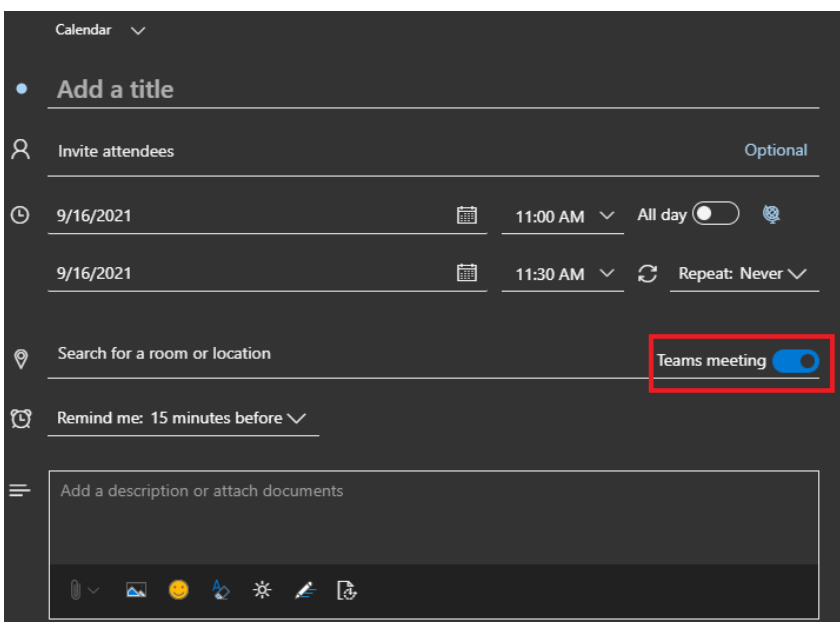 Calendar
Add a title
Invite attendees Optional
9/16/2021 11:00 AM All day
9/16/2021 11:30 AM Repeat: Never
Search for a room or location Teams meeting
Remind me: 15 minutes before
Add a description or attach documents